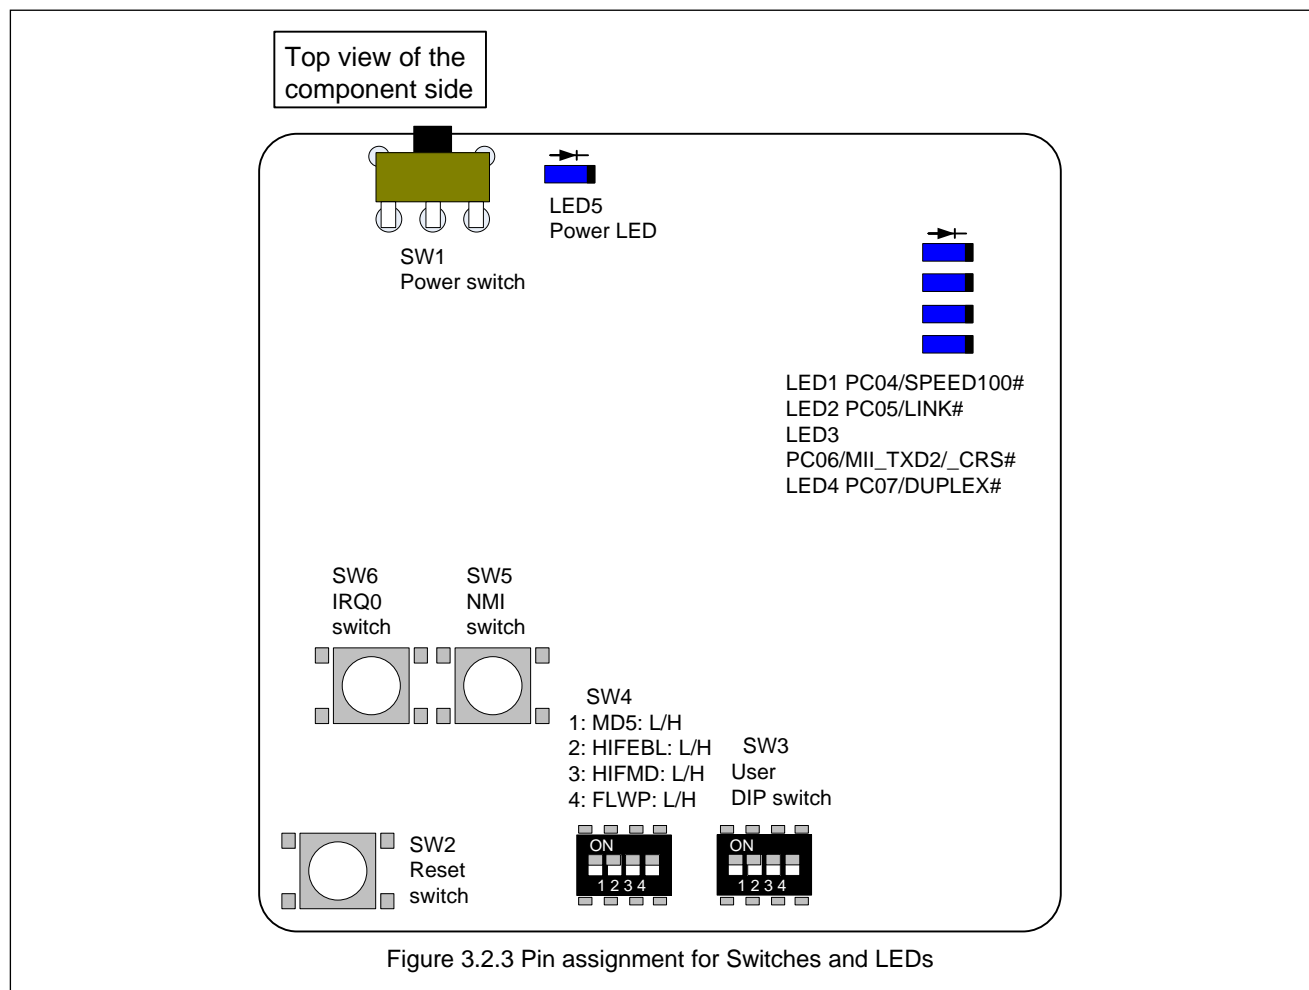 Top view of the
component side
LED5
Power LED
SW1
Power switch
LED1 PC04/SPEED100#
LED2 PC05/LINK#
LED3
PC06/MII_TXD2/_CRS#
LED4 PC07/DUPLEX#
SW6
IRQ0
switch
SW5
NMI
switch
SW4
1: MD5: L/H
2: HIFEBL: L/H
3: HIFMD: L/H
4: FLWP: L/H
SW3
User
DIP switch
SW2
Reset
switch
ON
1 2 3 4
ON
1 2 3 4
Figure 3.2.3 Pin assignment for Switches and LEDs